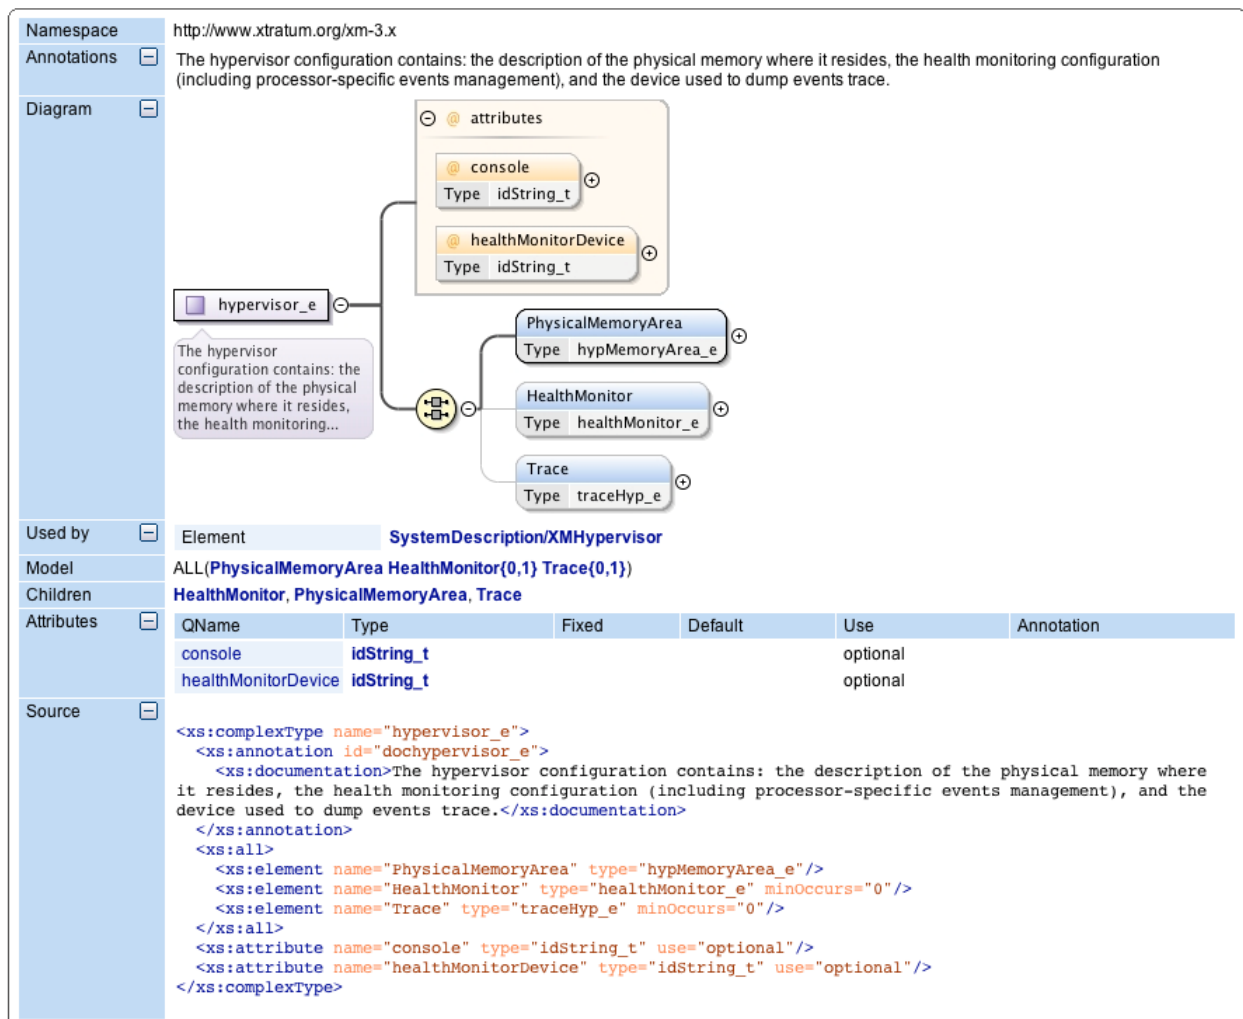 Namespace http://www.xtratum.org/xm-3.x
Annotations The hypervisor configuration contains: the description of the physical memory where it resides, the health monitoring configuration
(including processor-specific events management), and the device used to dump events trace.
Diagram
@ attributes
@ console
Type idString_t
@ healthMonitorDevice
Type idString_t
hypervisor_e
The hypervisor
configuration contains: the
description of the physical
memory where it resides,
the health monitoring...
PhysicalMemoryArea
Type hypMemoryArea_e
HealthMonitor
Type healthMonitor_e
Trace
Type traceHyp_e
Used by Element SystemDescription/XMHypervisor
Model ALL(PhysicalMemoryArea HealthMonitor{0,1} Trace{0,1})
Children HealthMonitor, PhysicalMemoryArea, Trace
Attributes QName Type Fixed Default Use Annotation
console idString_t optional
healthMonitorDevice idString_t optional
Source
<xs:complexType name="hypervisor_e">
<xs:annotation id="dochypervisor_e">
<xs:documentation>The hypervisor configuration contains: the description of the physical memory where
it resides, the health monitoring configuration (including processor-specific events management), and the
device used to dump events trace.</xs:documentation>
</xs:annotation>
<xs:all>
<xs:element name="PhysicalMemoryArea" type="hypMemoryArea_e"/>
<xs:element name="HealthMonitor" type="healthMonitor_e" minOccurs="0"/>
<xs:element name="Trace" type="traceHyp_e" minOccurs="0"/>
</xs:all>
<xs:attribute name="console" type="idString_t" use="optional"/>
<xs:attribute name="healthMonitorDevice" type="idString_t" use="optional"/>
</xs:complexType>